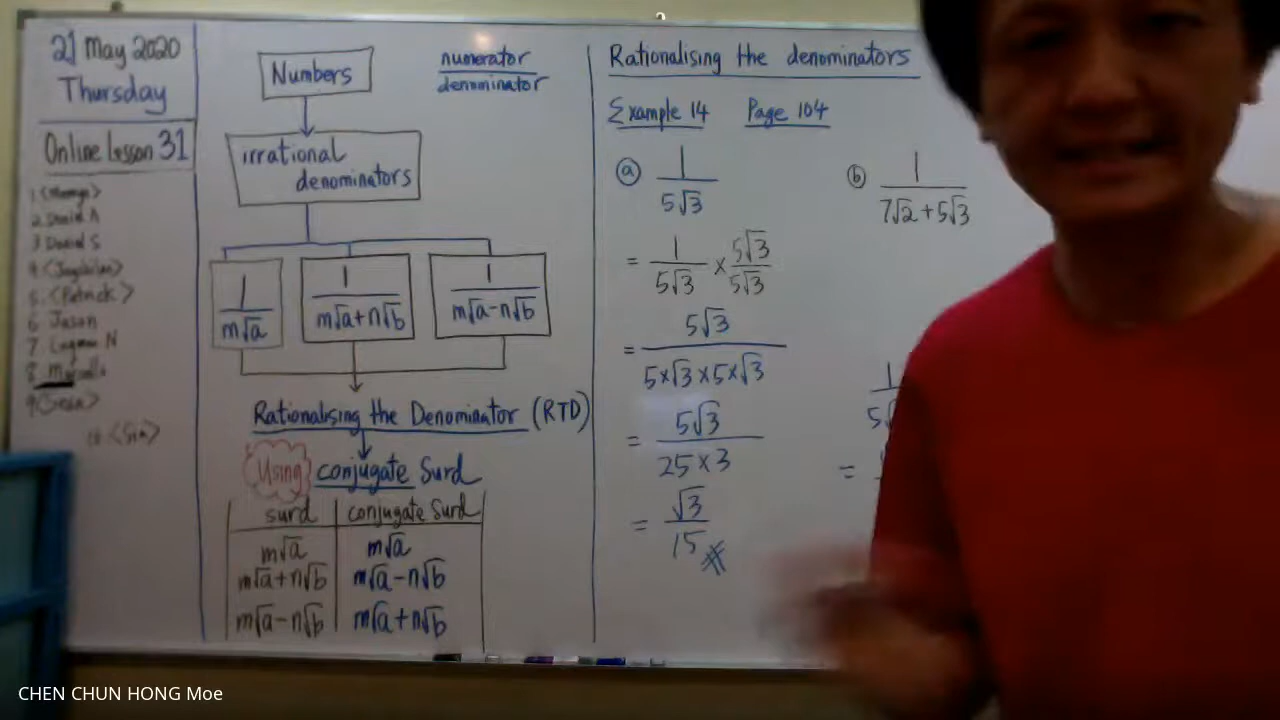 21 May 2020
Thursday
Online Lesson 31
2. David A
3 David S
5. <Patrick>
6. Jason
Numbers
numerator
denominator
irrational
denominators
1
m√a
1
m√a+n√b
1
m√a-n√b
Rationalising the Denominator (RTD)
Using conjugate Surd
surd conjugate Surd
m√a m√a
m√a+n√b m√a-n√b
m√a-n√b m√a+n√b
Rationalising the denominators
Example 14 Page 104
(a) 1
5√3
= 1/5√3 × 5√3/5√3
= 5√3
5×√3×5×√3
= 5√3
25×3
= √3
15
(b) 1
7√2+5√3
1
=
CHEN CHUN HONG Moe